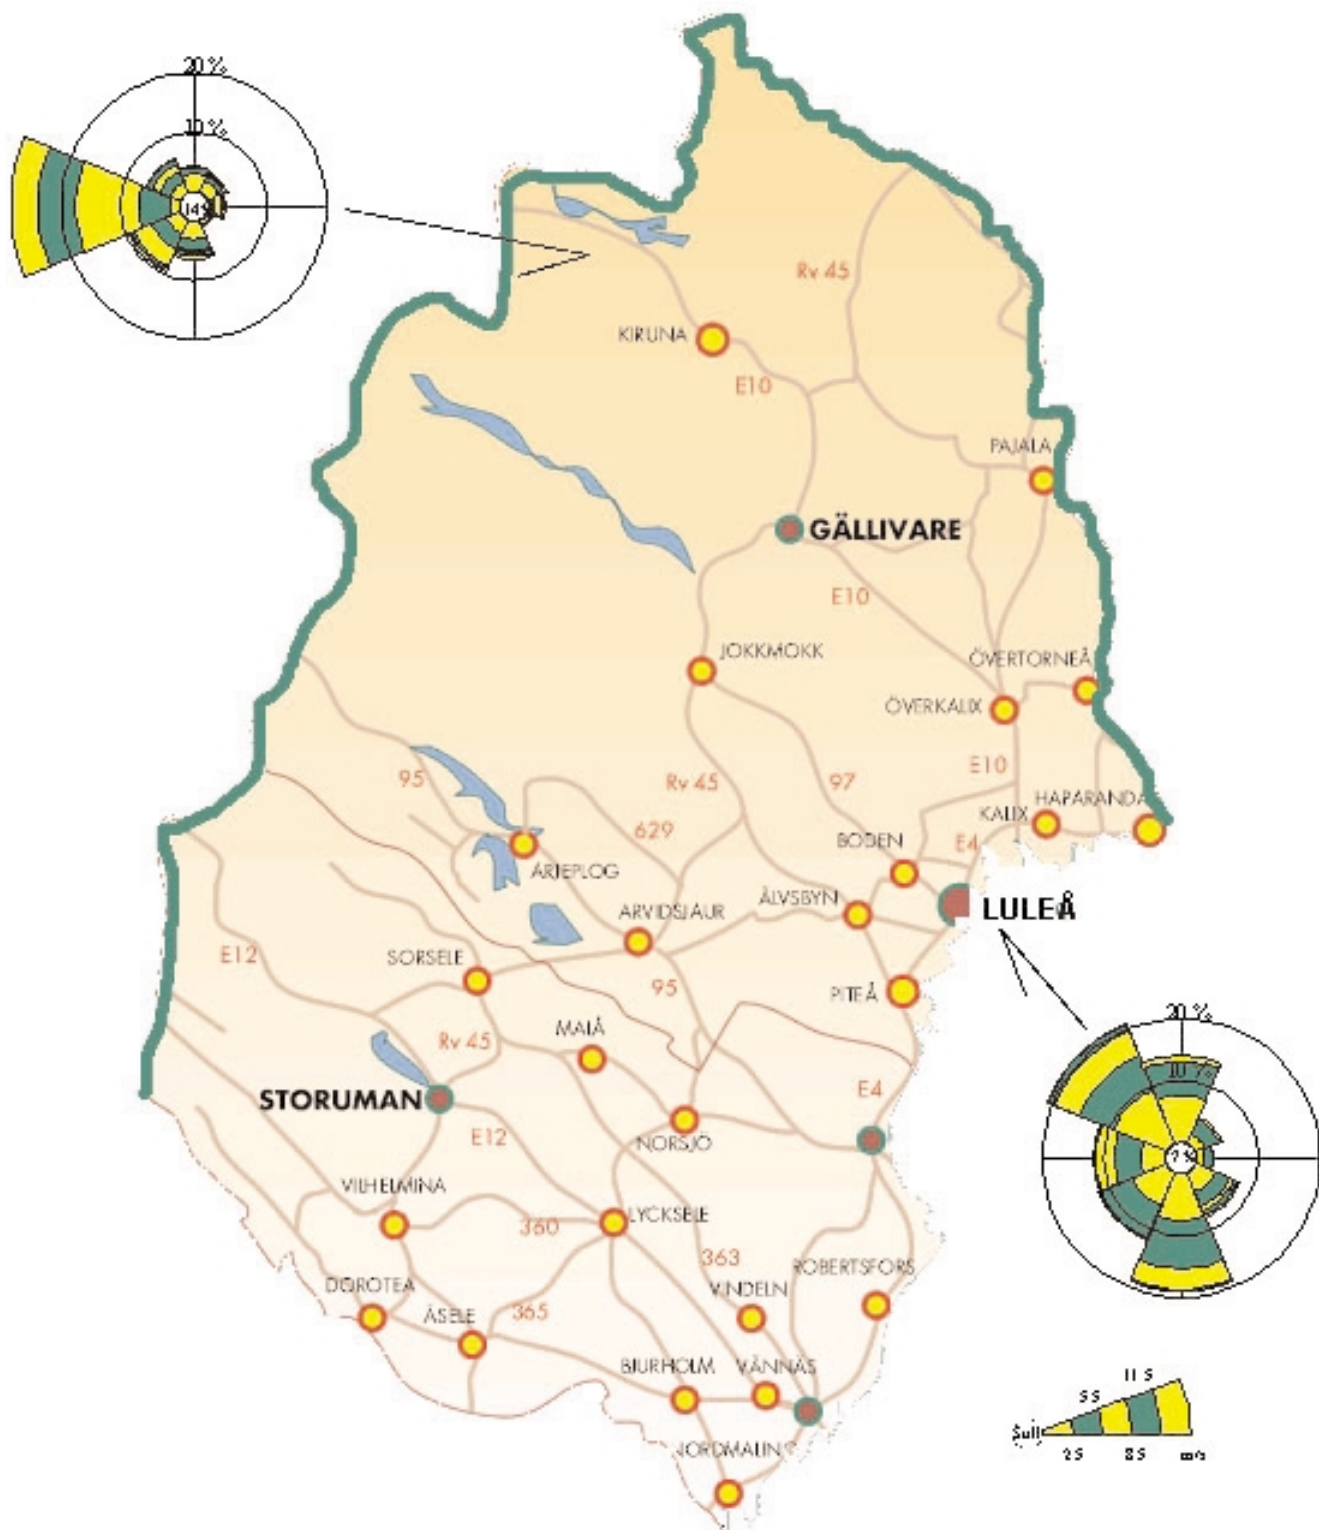 20 %
10 %
Rv 45
KIRUNA
E10
PAJALA
GÄLLIVARE
E10
JOKKMOKK
ÖVERTORNEÅ
ÖVERKALIX
95
Rv 45
97
E10
629
KALIX
HAPARANDA
BODEN
E4
ARJEPLOG
ARVIDSJAUR
ÄLVSBYN
LULEÅ
E12
SORSELE
95
PITEÅ
20 %
Rv 45
MALÅ
10 %
STORUMAN
E4
E12
NORSJÖ
7 %
VILHELMINA
360
LYCKSELE
363
ROBERTSFORS
DOROTEA
ÅSELE
365
VINDELN
BJURHOLM
VÄNNÄS
NORDMALING